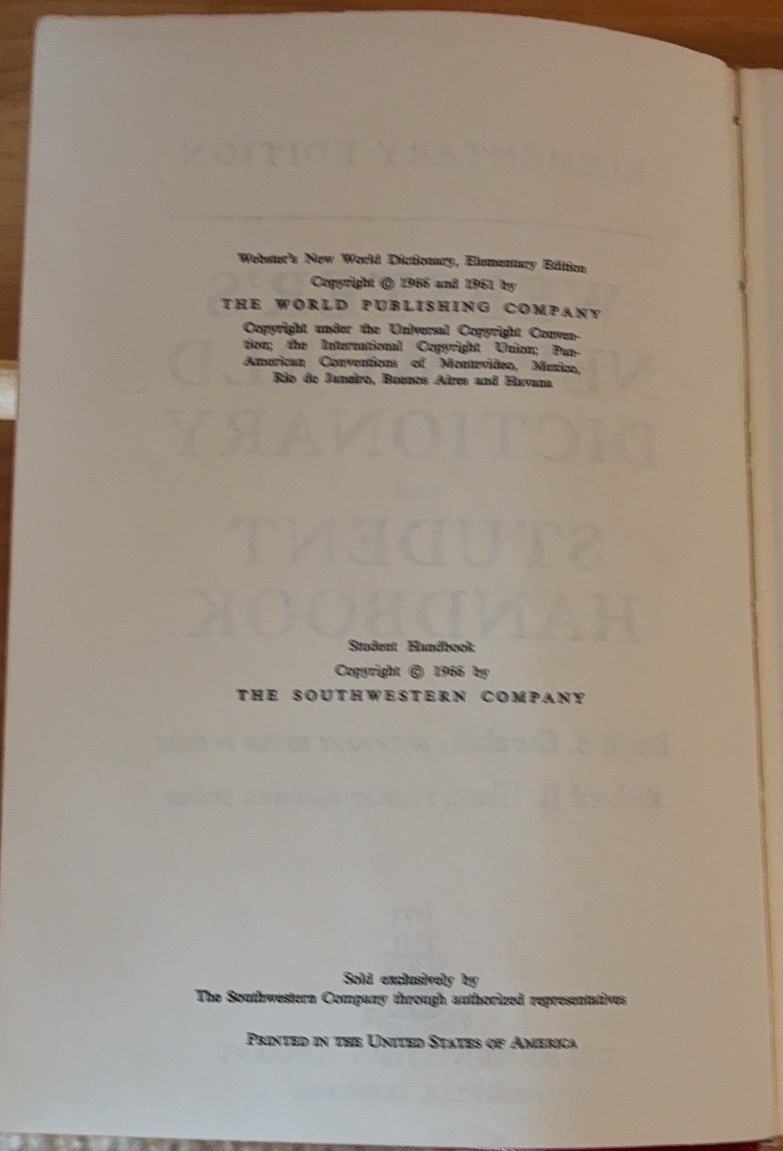 Webster's New World Dictionary, Elementary Edition
Copyright © 1966 and 1961 by
THE WORLD PUBLISHING COMPANY
Copyright under the Universal Copyright Conven-
tion; the International Copyright Union; Pan-
American Conventions of Montevideo, Mexico,
Rio de Janeiro, Buenos Aires and Havana
Student Handbook
Copyright © 1966 by
THE SOUTHWESTERN COMPANY
Sold exclusively by
The Southwestern Company through authorized representatives
PRINTED IN THE UNITED STATES OF AMERICA